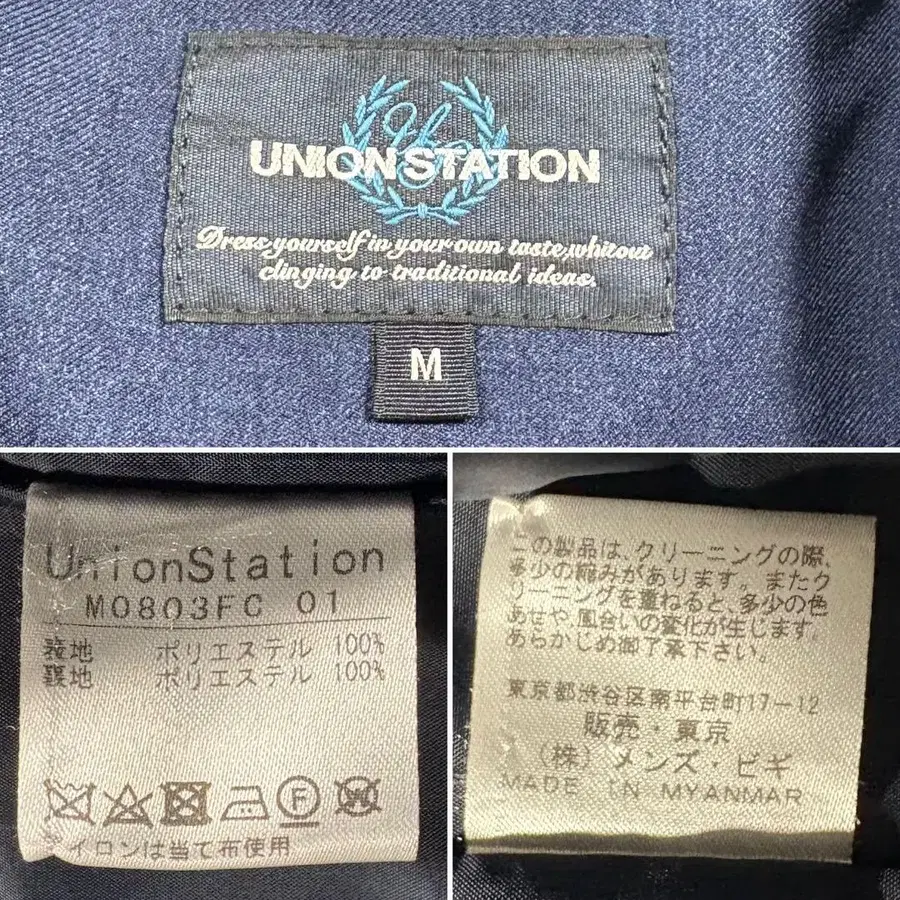 UNION STATION
Dress yourself in your own taste, whitout
clinging to traditional ideas.
M
UnionStation
M0803FC 01
表地 ポリエステル 100%
裏地 ポリエステル 100%
F
W
アイロンは当て布使用
この製品は、クリーニングの際、
多少の縮みがあります。またク
リーニングを重ねると、多少の色
あせや風合いの変化が生じます。
あらかじめ御了承下さい。
東京都渋谷区南平台町17-12
販売・東京
(株) メンズ・ビギ
MADE IN MYANMAR